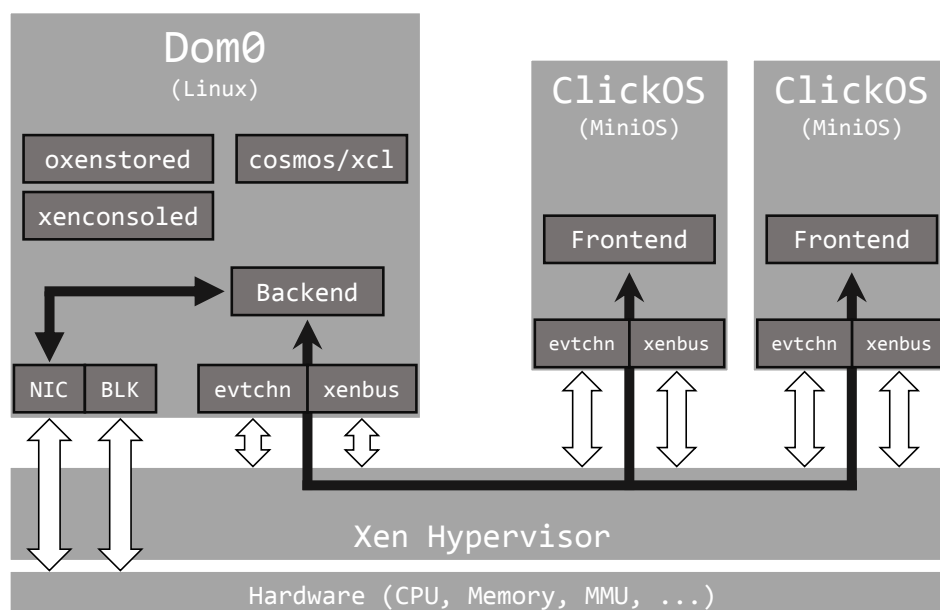 Dom0
(Linux)
oxenstored
cosmos/xcl
xenconsoled
Backend
NIC
BLK
evtchn
xenbus
ClickOS
(MiniOS)
Frontend
evtchn
xenbus
ClickOS
(MiniOS)
Frontend
evtchn
xenbus
Xen Hypervisor
Hardware (CPU, Memory, MMU, ...)